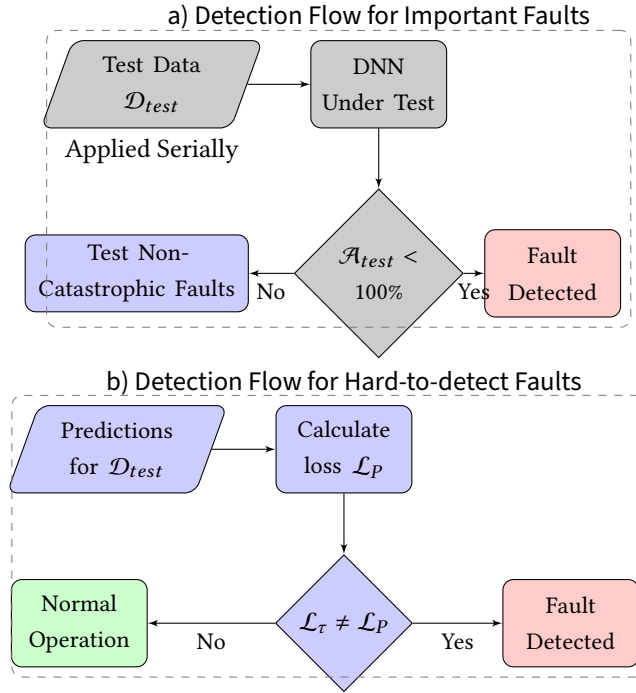 a) Detection Flow for Important Faults
Test Data
𝒟_test
DNN
Under Test
Applied Serially
𝒜_test <
100%
Test Non-
Catastrophic Faults
No
Yes
Fault
Detected
b) Detection Flow for Hard-to-detect Faults
Predictions
for 𝒟_test
Calculate
loss ℒ_P
ℒ_τ ≠ ℒ_P
Normal
Operation
No
Yes
Fault
Detected